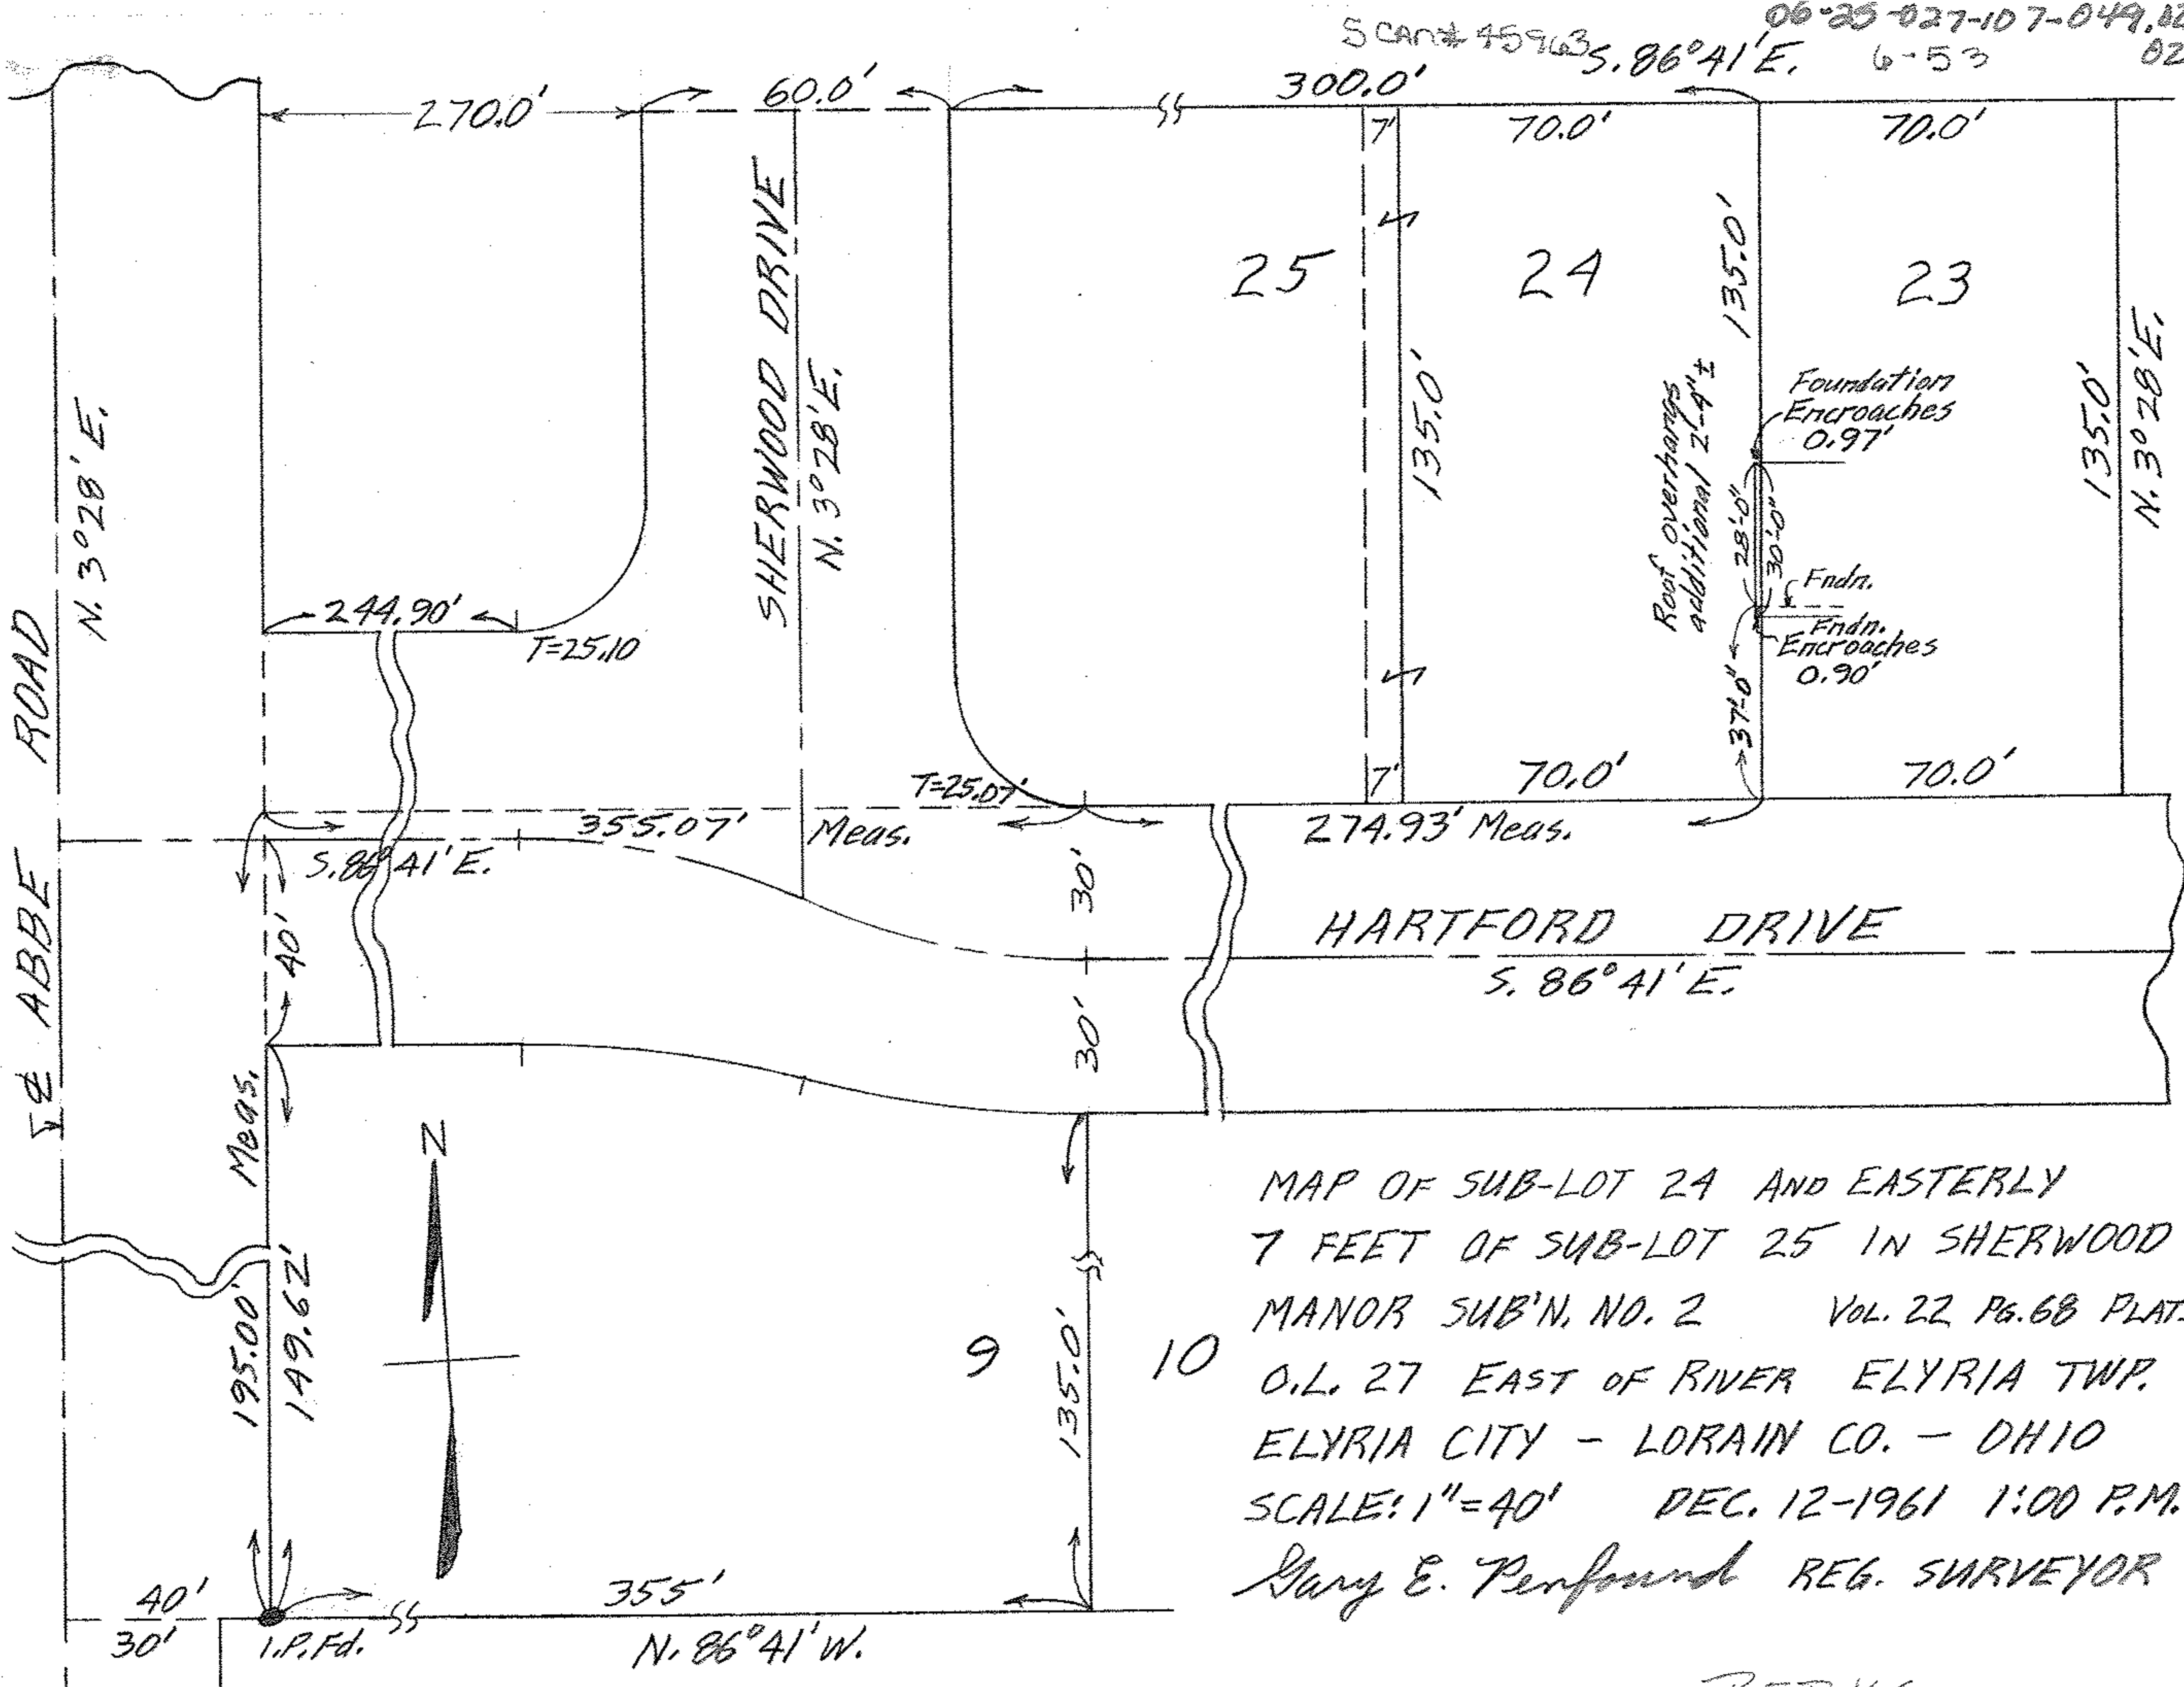 SCAN# 45963
06-25-027-107-049.
6-53
02
S. 86°41'E.
270.0'
60.0'
300.0'
7'
70.0'
70.0'
SHERWOOD DRIVE
N. 3°28'E.
25
24
23
135.0'
135.0'
135.0'
N. 3°28'E.
N. 3°28'E.
Foundation
Encroaches
0.97'
Roof overhangs
additional 2'-4"±
28'-0"
30'-0"
Fndn.
Fndn.
Encroaches
0.90'
37'-0"
244.90'
T=25.10
T=25.07'
7'
70.0'
70.0'
355.07' Meas.
274.93' Meas.
S. 86°41'E.
℄ ABBE ROAD
40'
30'
30'
HARTFORD DRIVE
S. 86°41'E.
Meas.
195.00'
149.62'
N
9
10
135.0'
40'
30'
I.P.Fd.
355'
N. 86°41'W.
MAP OF SUB-LOT 24 AND EASTERLY
7 FEET OF SUB-LOT 25 IN SHERWOOD
MANOR SUB'N. NO. 2 VOL. 22 PG. 68 PLAT.
O.L. 27 EAST OF RIVER ELYRIA TWP.
ELYRIA CITY - LORAIN CO. - OHIO
SCALE: 1"=40' DEC. 12-1961 1:00 P.M.
Gary E. Penfound REG. SURVEYOR